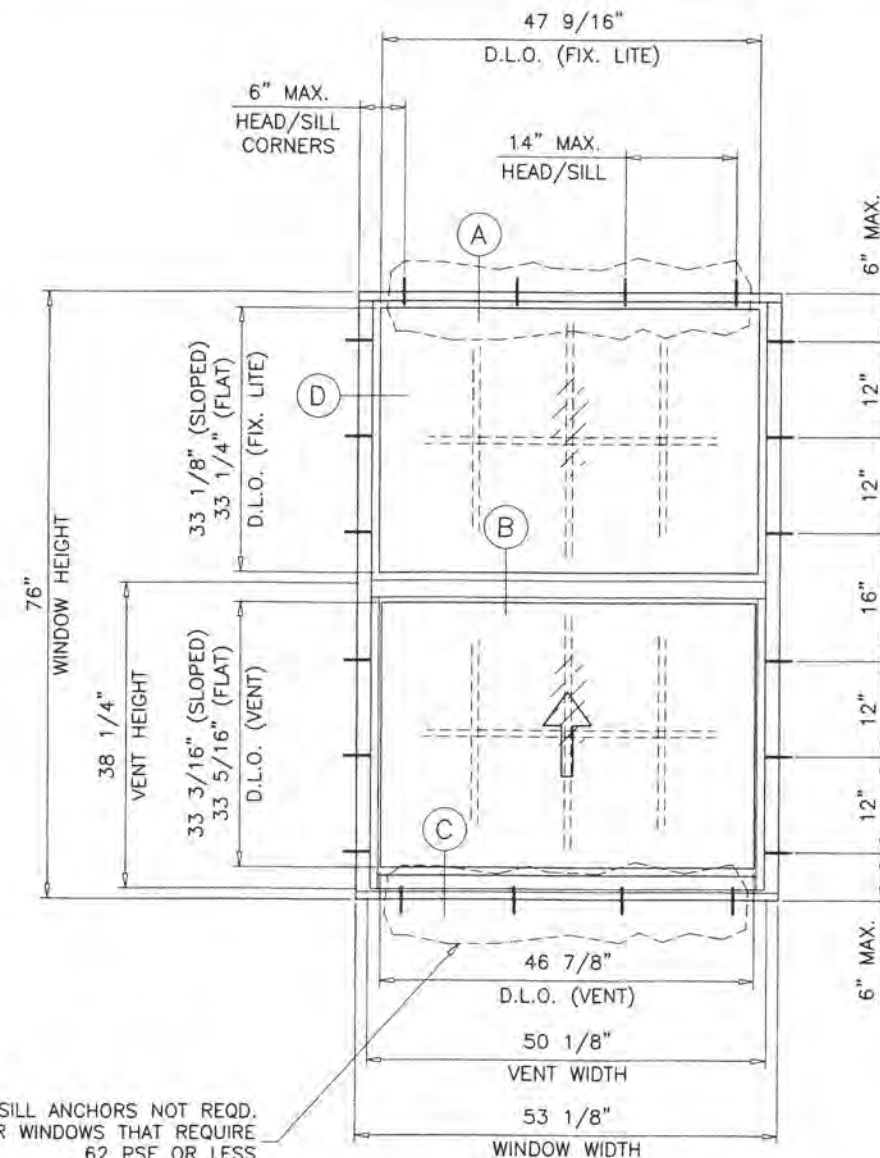 47 9/16"
D.L.O. (FIX. LITE)
6" MAX.
HEAD/SILL
CORNERS
14" MAX.
HEAD/SILL
A
6" MAX.
D
33 1/8" (SLOPED)
33 1/4" (FLAT)
D.L.O. (FIX. LITE)
12"
12"
B
76"
WINDOW HEIGHT
16"
38 1/4"
VENT HEIGHT
33 3/16" (SLOPED)
33 5/16" (FLAT)
D.L.O. (VENT)
12"
12"
C
6" MAX.
46 7/8"
D.L.O. (VENT)
50 1/8"
VENT WIDTH
53 1/8"
WINDOW WIDTH
SILL ANCHORS NOT REQD.
WINDOWS THAT REQUIRE
62 PSF OR LESS